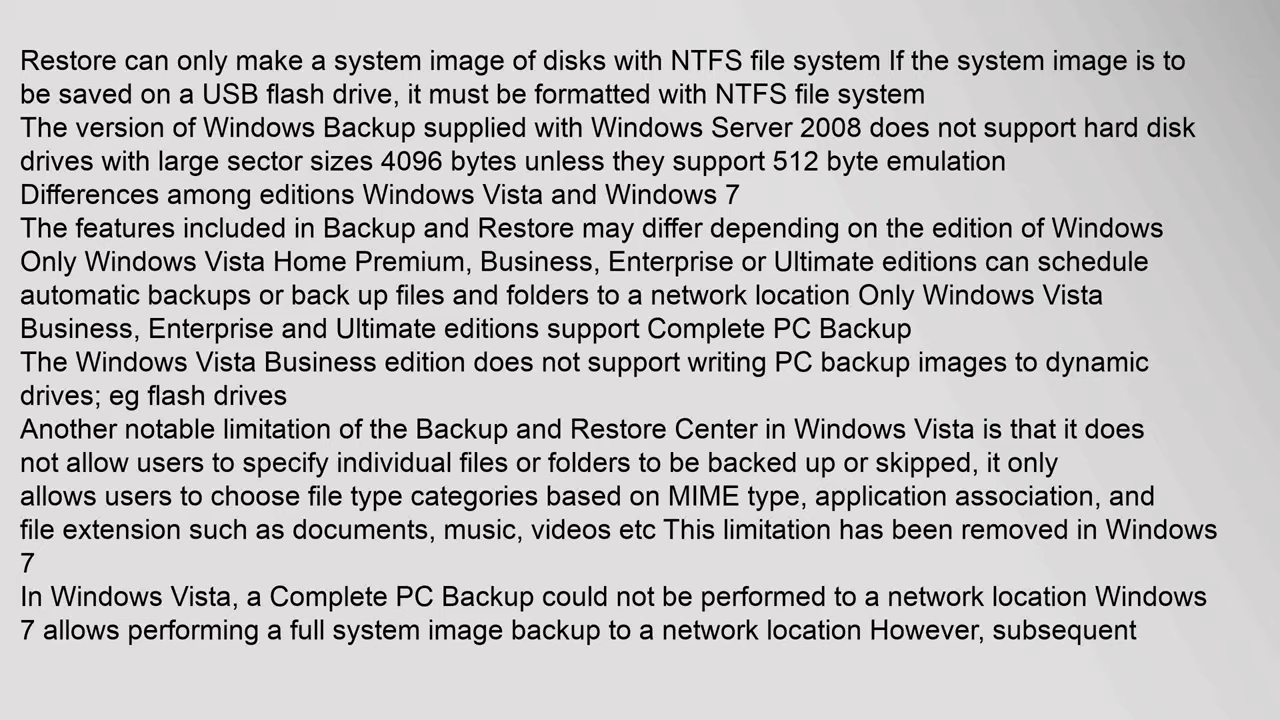 Restore can only make a system image of disks with NTFS file system If the system image is to
be saved on a USB flash drive, it must be formatted with NTFS file system
The version of Windows Backup supplied with Windows Server 2008 does not support hard disk
drives with large sector sizes 4096 bytes unless they support 512 byte emulation
Differences among editions Windows Vista and Windows 7
The features included in Backup and Restore may differ depending on the edition of Windows
Only Windows Vista Home Premium, Business, Enterprise or Ultimate editions can schedule
automatic backups or back up files and folders to a network location Only Windows Vista
Business, Enterprise and Ultimate editions support Complete PC Backup
The Windows Vista Business edition does not support writing PC backup images to dynamic
drives; eg flash drives
Another notable limitation of the Backup and Restore Center in Windows Vista is that it does
not allow users to specify individual files or folders to be backed up or skipped, it only
allows users to choose file type categories based on MIME type, application association, and
file extension such as documents, music, videos etc This limitation has been removed in Windows
7
In Windows Vista, a Complete PC Backup could not be performed to a network location Windows
7 allows performing a full system image backup to a network location However, subsequent